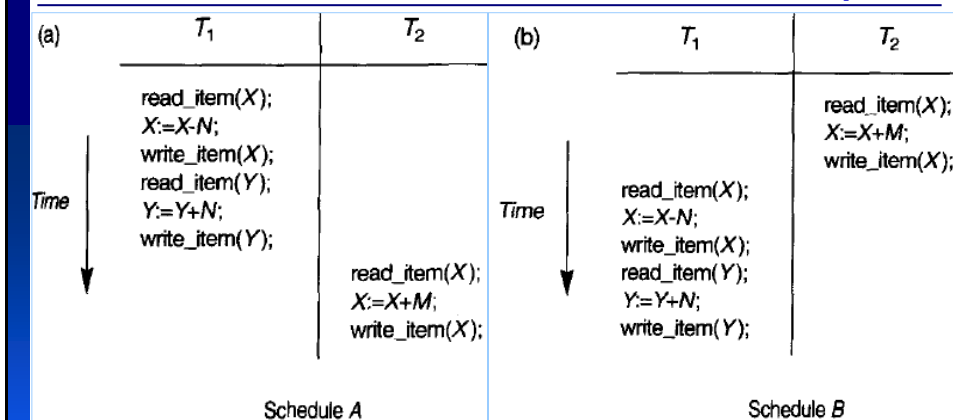 (a) T1 T2
read_item(X);
X:=X-N;
write_item(X);
read_item(Y);
Time
Y:=Y+N;
write_item(Y);
read_item(X);
X:=X+M;
write_item(X);
Schedule A
(b) T1 T2
read_item(X);
X:=X+M;
write_item(X);
read_item(X);
Time
X:=X-N;
write_item(X);
read_item(Y);
Y:=Y+N;
write_item(Y);
Schedule B